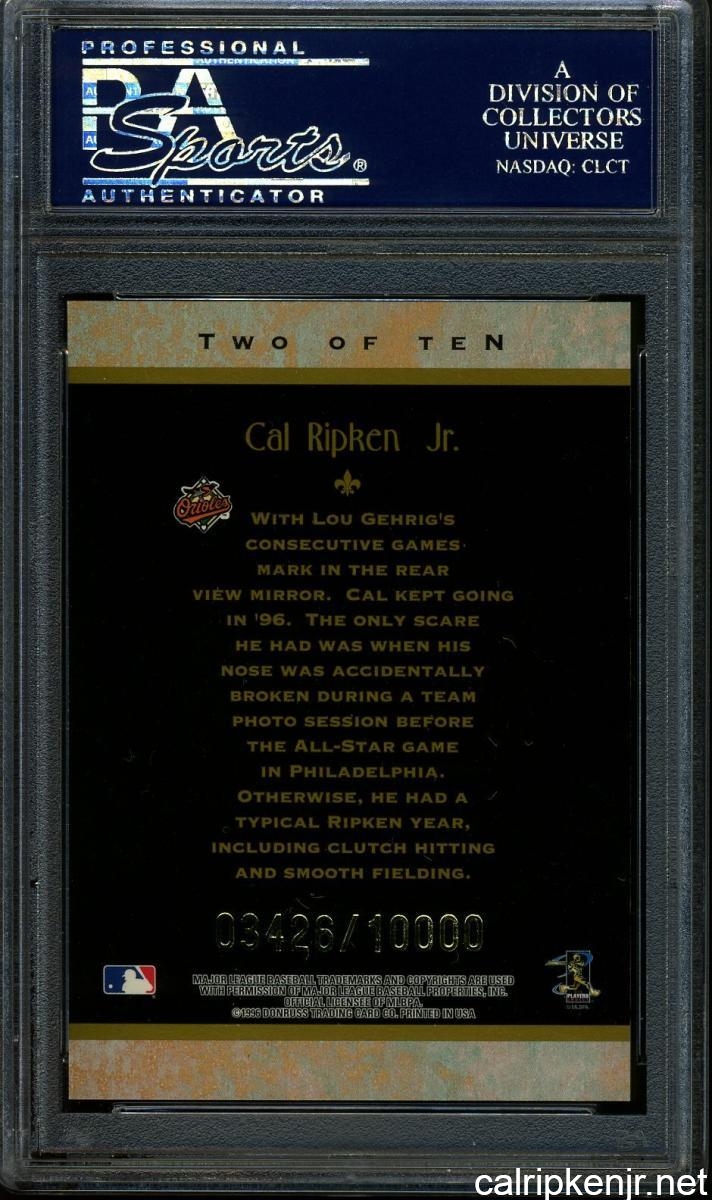 PROFESSIONAL
PSA
Sports®
AUTHENTICATOR
A
DIVISION OF
COLLECTORS
UNIVERSE
NASDAQ: CLCT
TWO OF TEN
Cal Ripken Jr.
Orioles
WITH LOU GEHRIG'S
CONSECUTIVE GAMES
MARK IN THE REAR
VIEW MIRROR. CAL KEPT GOING
IN '96. THE ONLY SCARE
HE HAD WAS WHEN HIS
NOSE WAS ACCIDENTALLY
BROKEN DURING A TEAM
PHOTO SESSION BEFORE
THE ALL-STAR GAME
IN PHILADELPHIA.
OTHERWISE, HE HAD A
TYPICAL RIPKEN YEAR,
INCLUDING CLUTCH HITTING
AND SMOOTH FIELDING.
03426/10000
MAJOR LEAGUE BASEBALL TRADEMARKS AND COPYRIGHTS ARE USED
WITH PERMISSION OF MAJOR LEAGUE BASEBALL PROPERTIES, INC.
OFFICIAL LICENSEE OF MLBPA.
©1996 DONRUSS TRADING CARD CO. PRINTED IN USA
PLAYERS
©MLBPA
calripkenjr.net